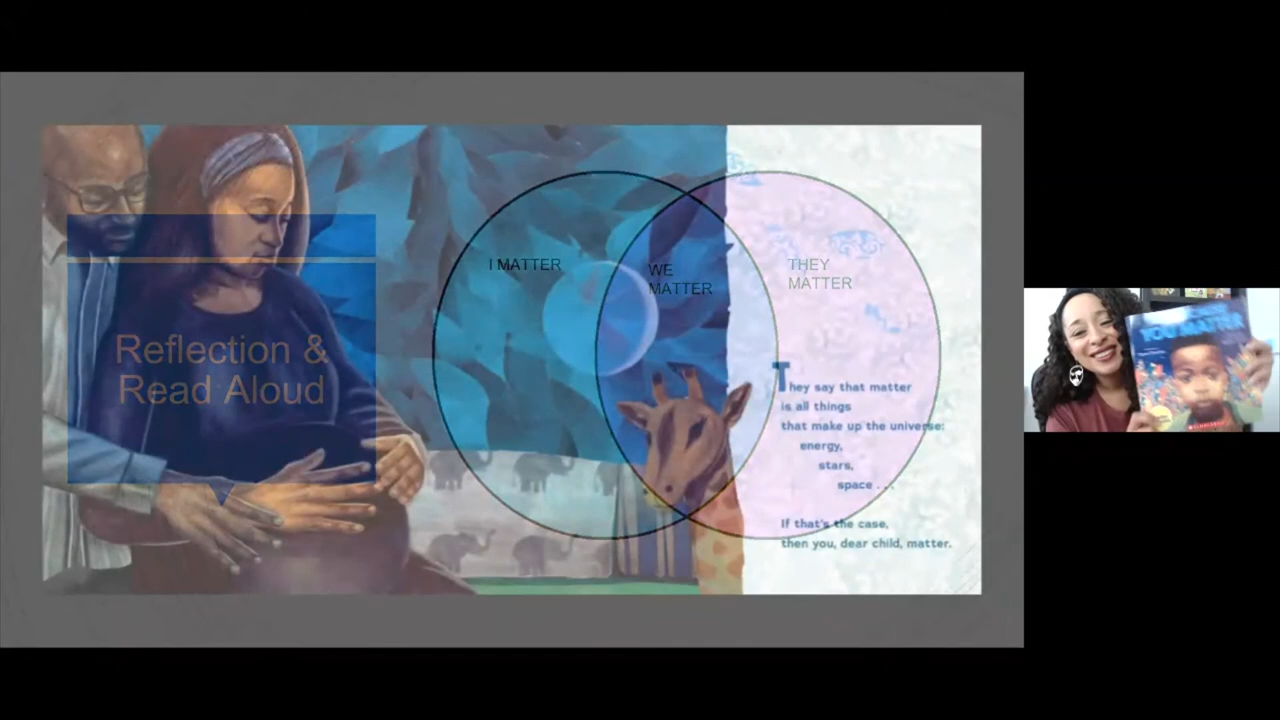 Reflection &
Read Aloud
I MATTER
WE
MATTER
THEY
MATTER
They say that matter
is all things
that make up the universe:
energy,
stars,
space . . .
If that's the case,
then you, dear child, matter.
YOU MATTER
SCHOLASTIC